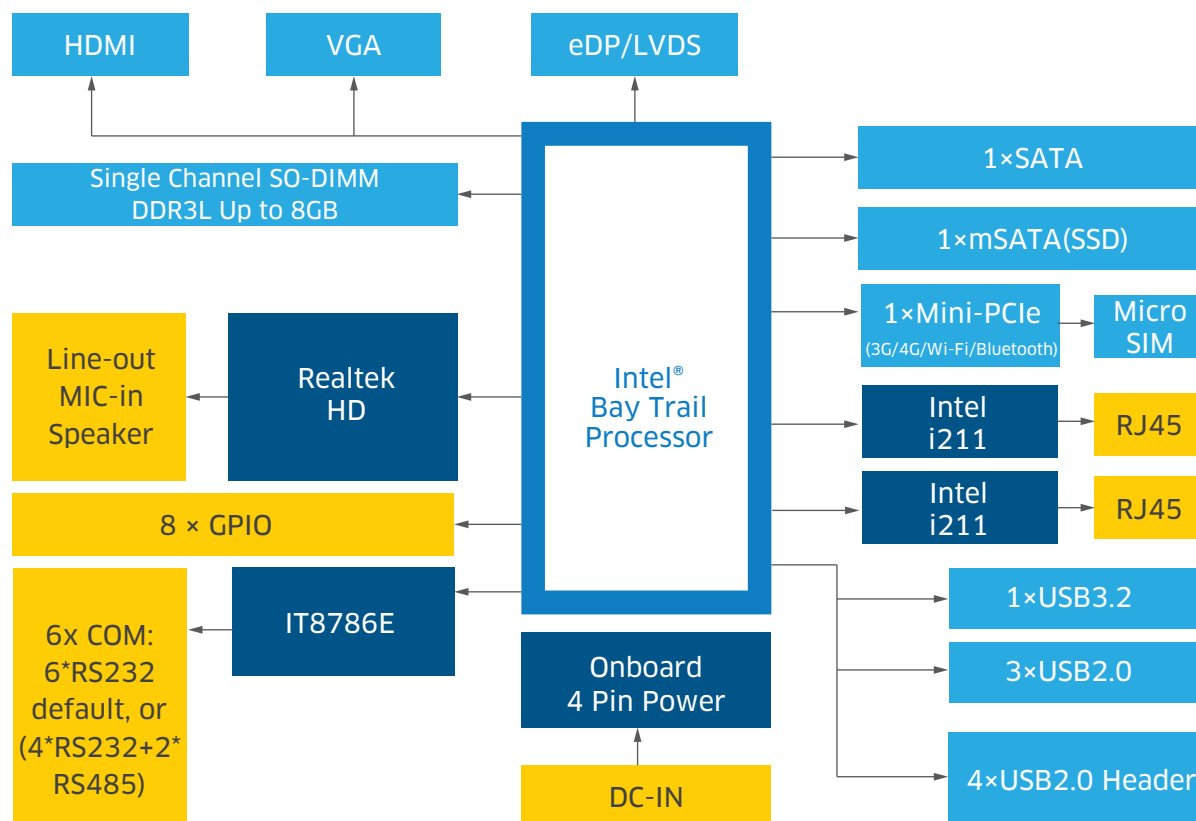 HDMI
VGA
eDP/LVDS
Single Channel SO-DIMM
DDR3L Up to 8GB
1×SATA
1×mSATA(SSD)
1×Mini-PCIe
(3G/4G/Wi-Fi/Bluetooth)
Micro
SIM
Line-out
MIC-in
Speaker
Realtek
HD
Intel®
Bay Trail
Processor
Intel
i211
RJ45
Intel
i211
RJ45
8 × GPIO
6x COM:
6*RS232
default, or
(4*RS232+2*
RS485)
IT8786E
Onboard
4 Pin Power
DC-IN
1×USB3.2
3×USB2.0
4×USB2.0 Header